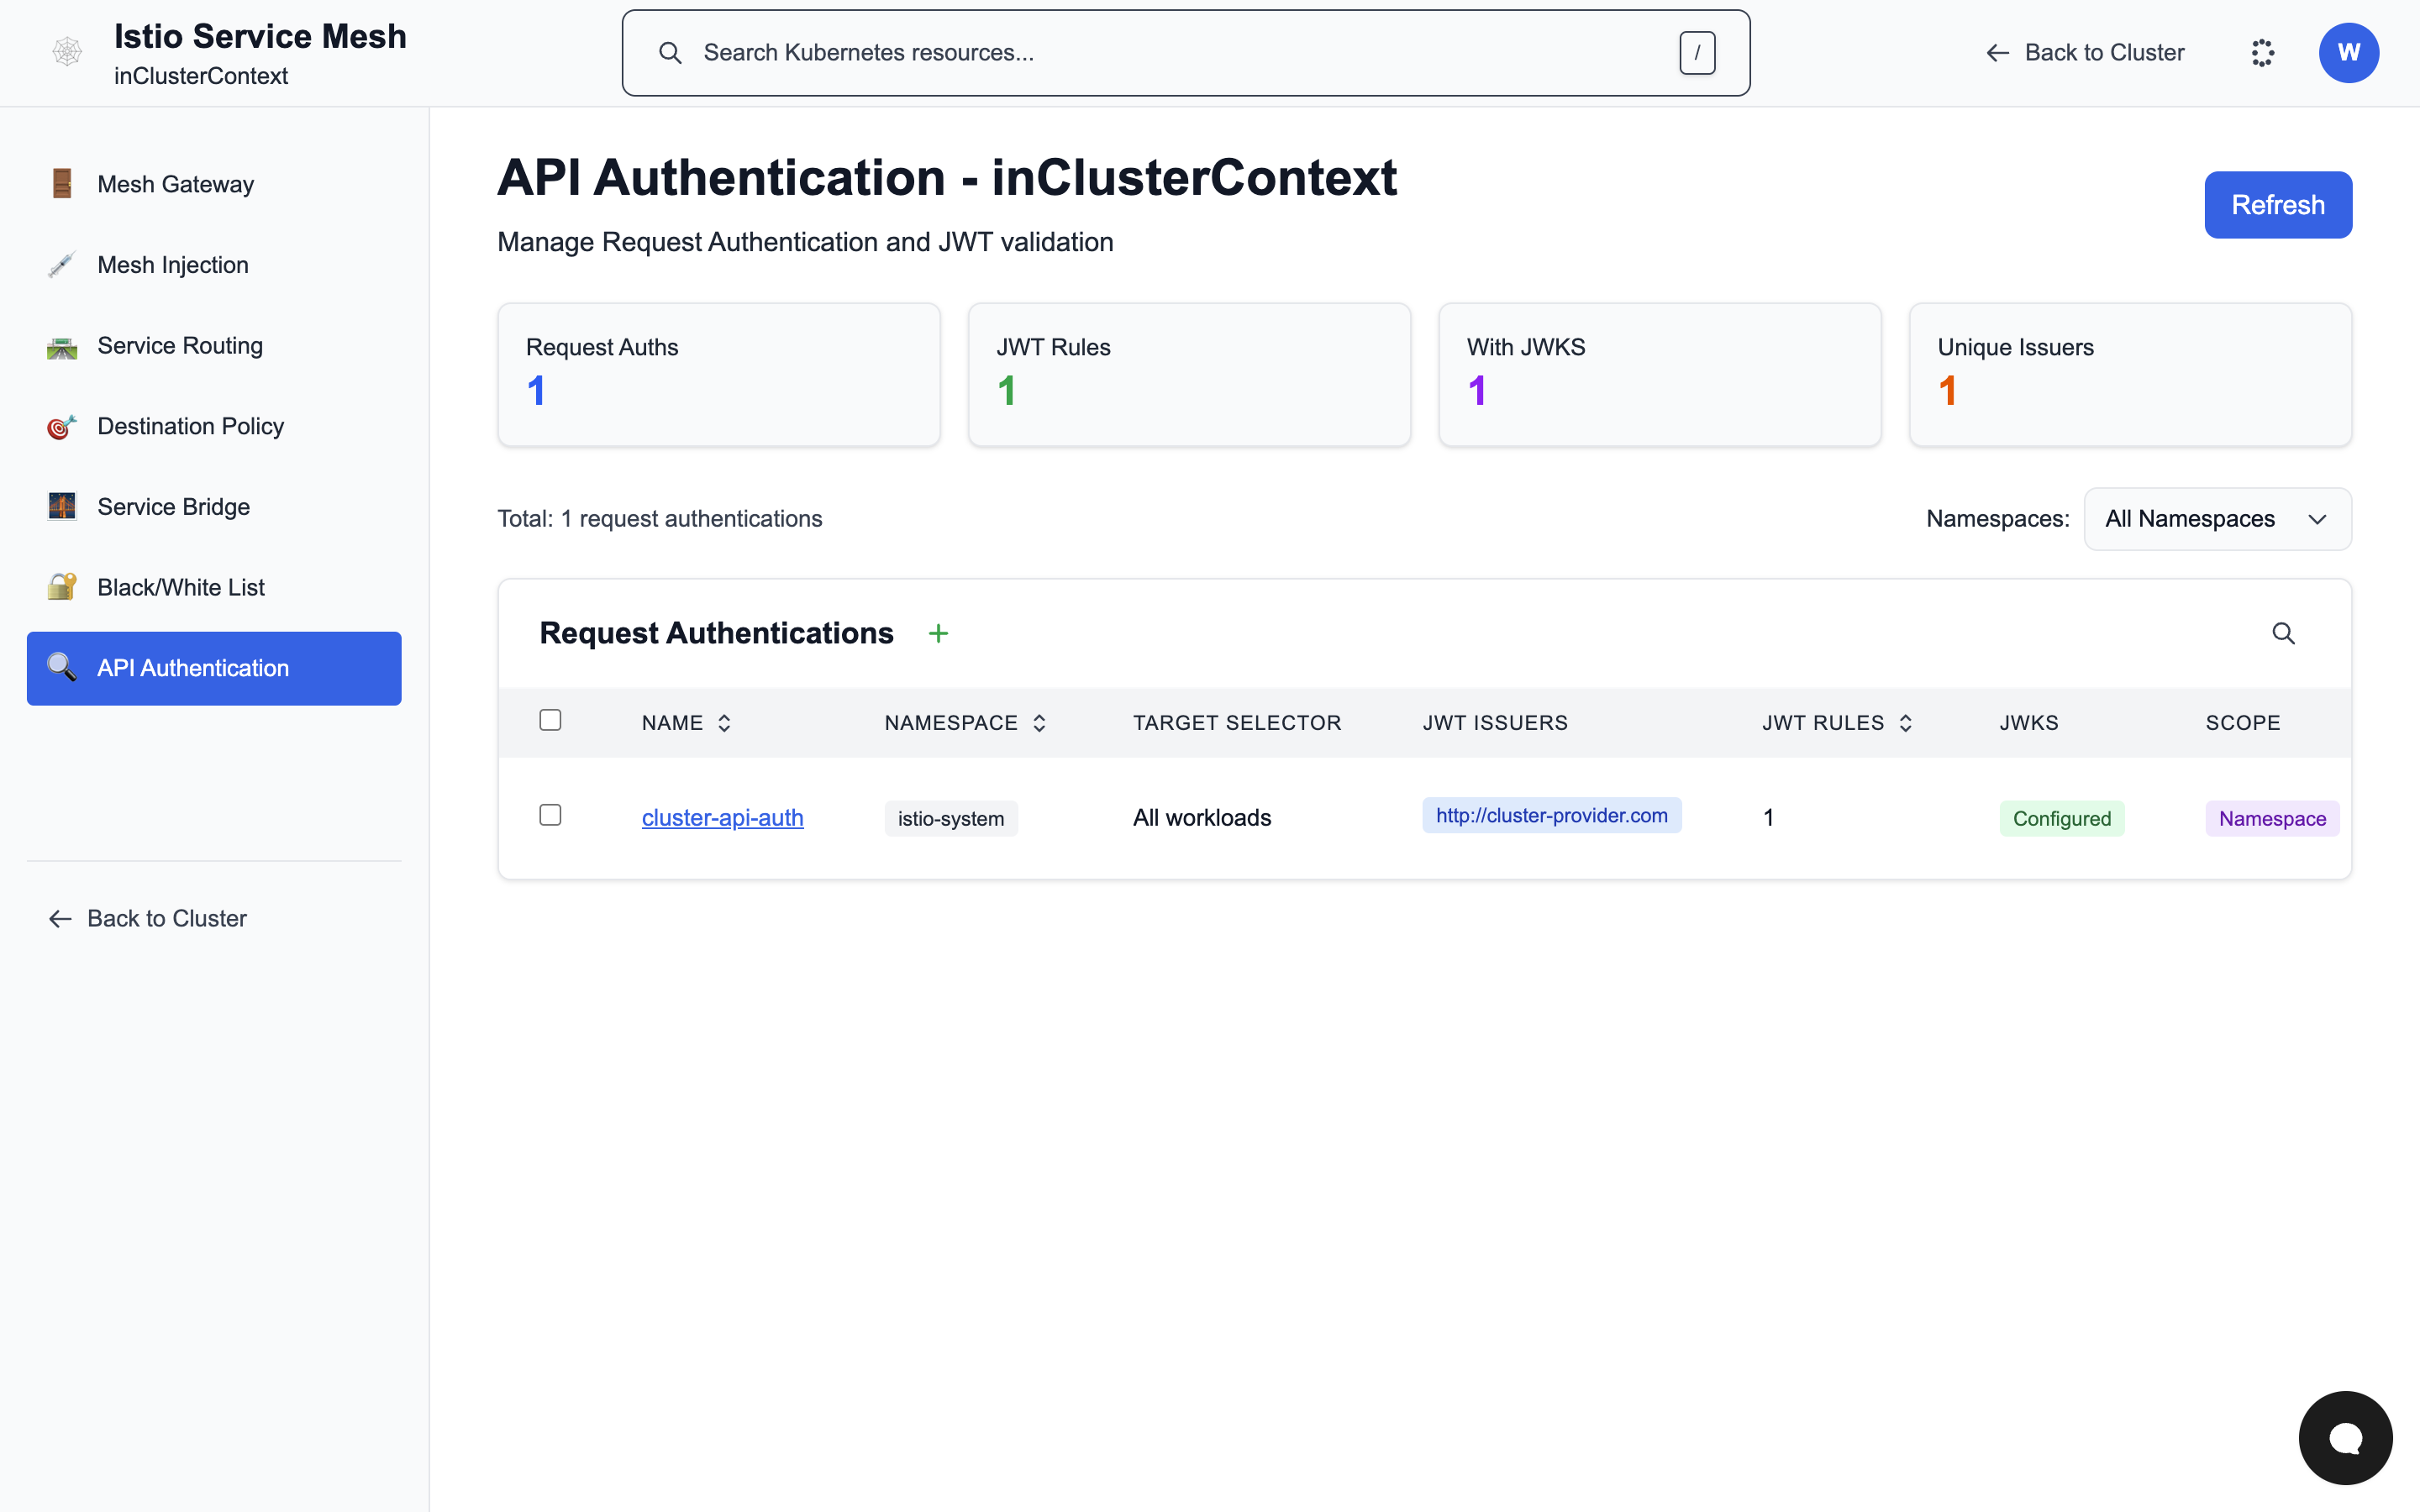 Istio Service Mesh
inClusterContext
Search Kubernetes resources...
/
Back to Cluster
W
Mesh Gateway
Mesh Injection
Service Routing
Destination Policy
Service Bridge
Black/White List
API Authentication
Back to Cluster
API Authentication - inClusterContext
Manage Request Authentication and JWT validation
Refresh
Request Auths
1
JWT Rules
1
With JWKS
1
Unique Issuers
1
Total: 1 request authentications
Namespaces:
All Namespaces
Request Authentications
NAME NAMESPACE TARGET SELECTOR JWT ISSUERS JWT RULES JWKS SCOPE
cluster-api-auth istio-system All workloads http://cluster-provider.com 1 Configured Namespace